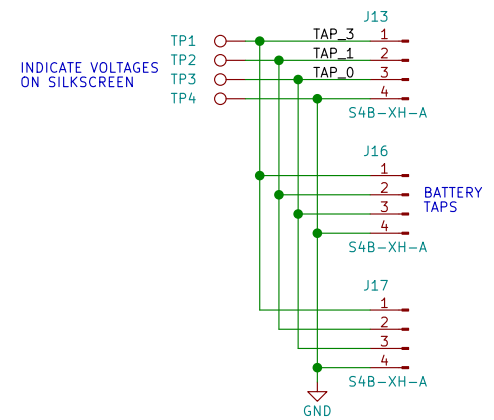 J13
TP1 TAP_3 1
TP2 TAP_1 2
TP3 TAP_0 3
TP4 4
INDICATE VOLTAGES
ON SILKSCREEN
S4B-XH-A
J16
1
2
3
4
BATTERY
TAPS
S4B-XH-A
J17
1
2
3
4
S4B-XH-A
GND